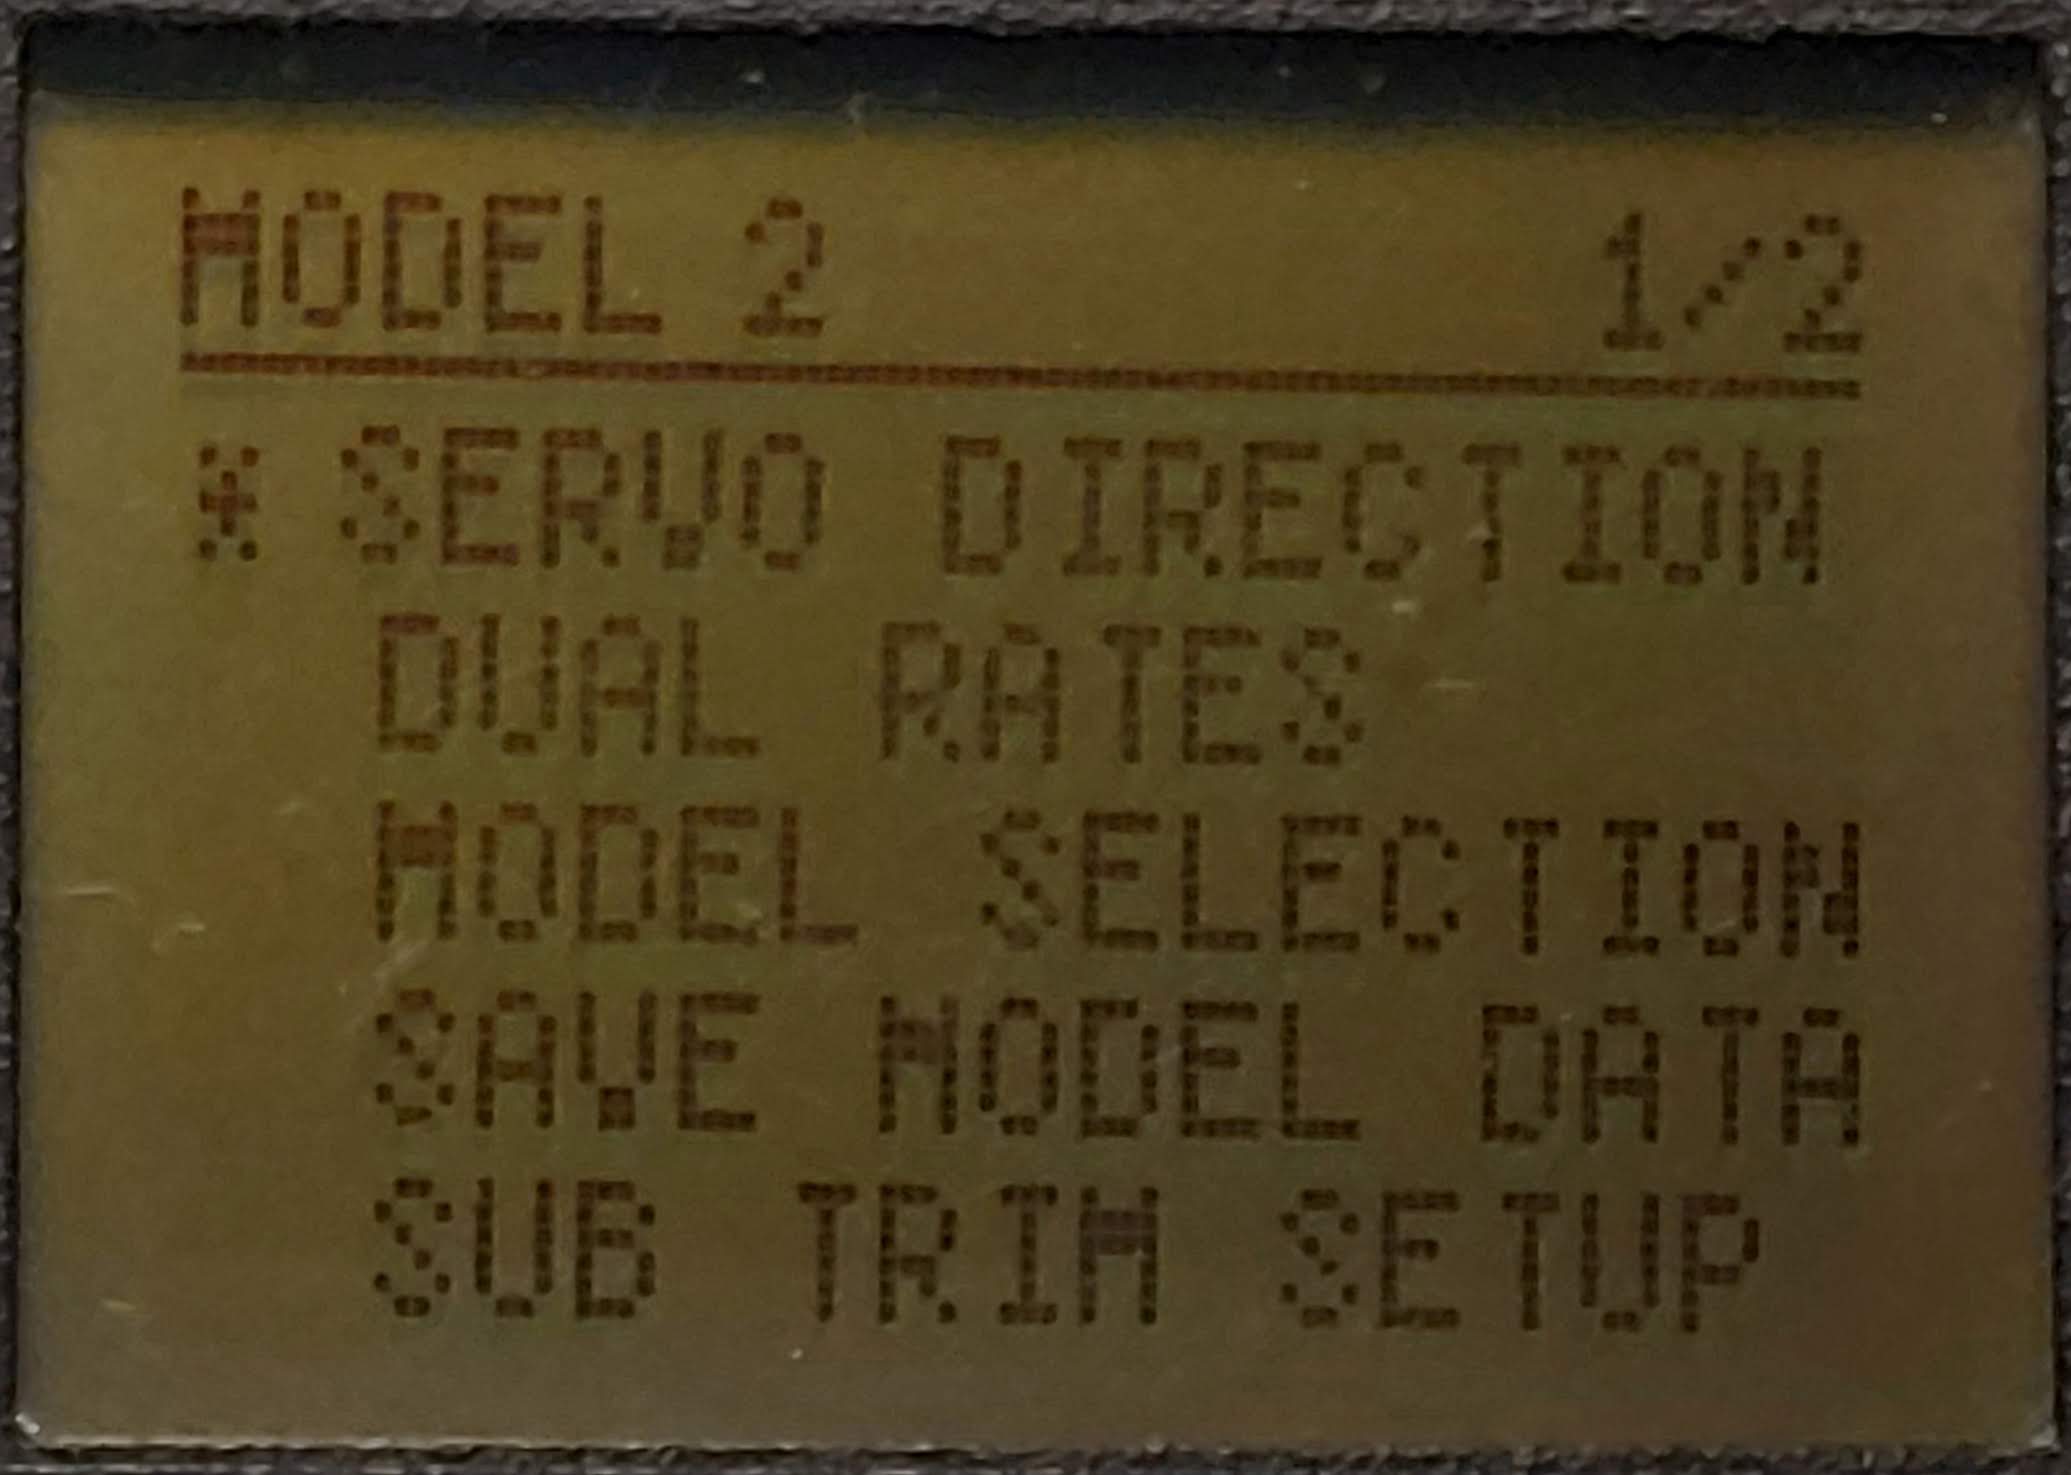 MODEL 2 1/2
* SERVO DIRECTION
DUAL RATES
MODEL SELECTION
SAVE MODEL DATA
SUB TRIM SETUP